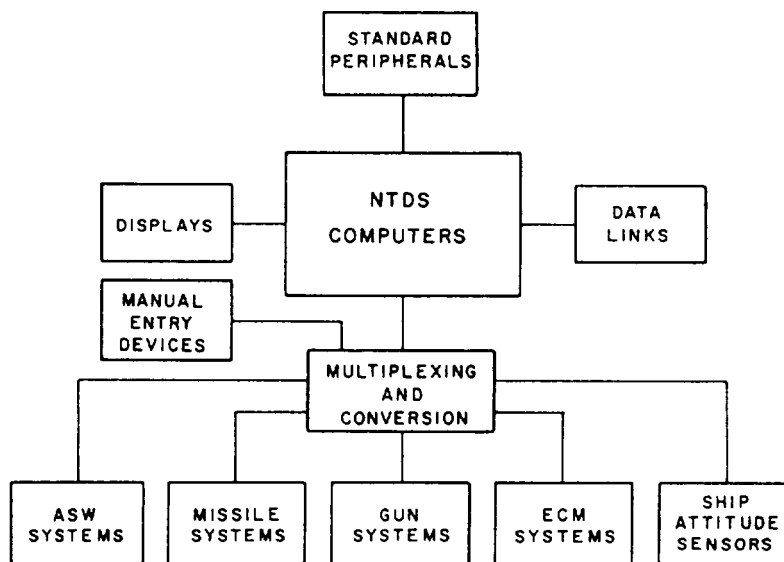 STANDARD
PERIPHERALS
NTDS
COMPUTERS
DISPLAYS
DATA
LINKS
MANUAL
ENTRY
DEVICES
MULTIPLEXING
AND
CONVERSION
ASW
SYSTEMS
MISSILE
SYSTEMS
GUN
SYSTEMS
ECM
SYSTEMS
SHIP
ATTITUDE
SENSORS